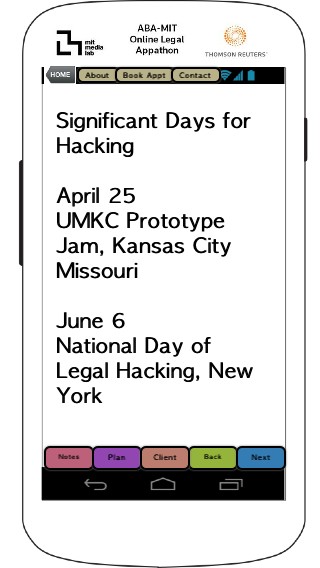 mit
media
lab
ABA-MIT
Online Legal
Appathon
THOMSON REUTERS
HOME
About
Book Appt
Contact
Significant Days for
Hacking
April 25
UMKC Prototype
Jam, Kansas City
Missouri
June 6
National Day of
Legal Hacking, New
York
Notes
Plan
Client
Back
Next